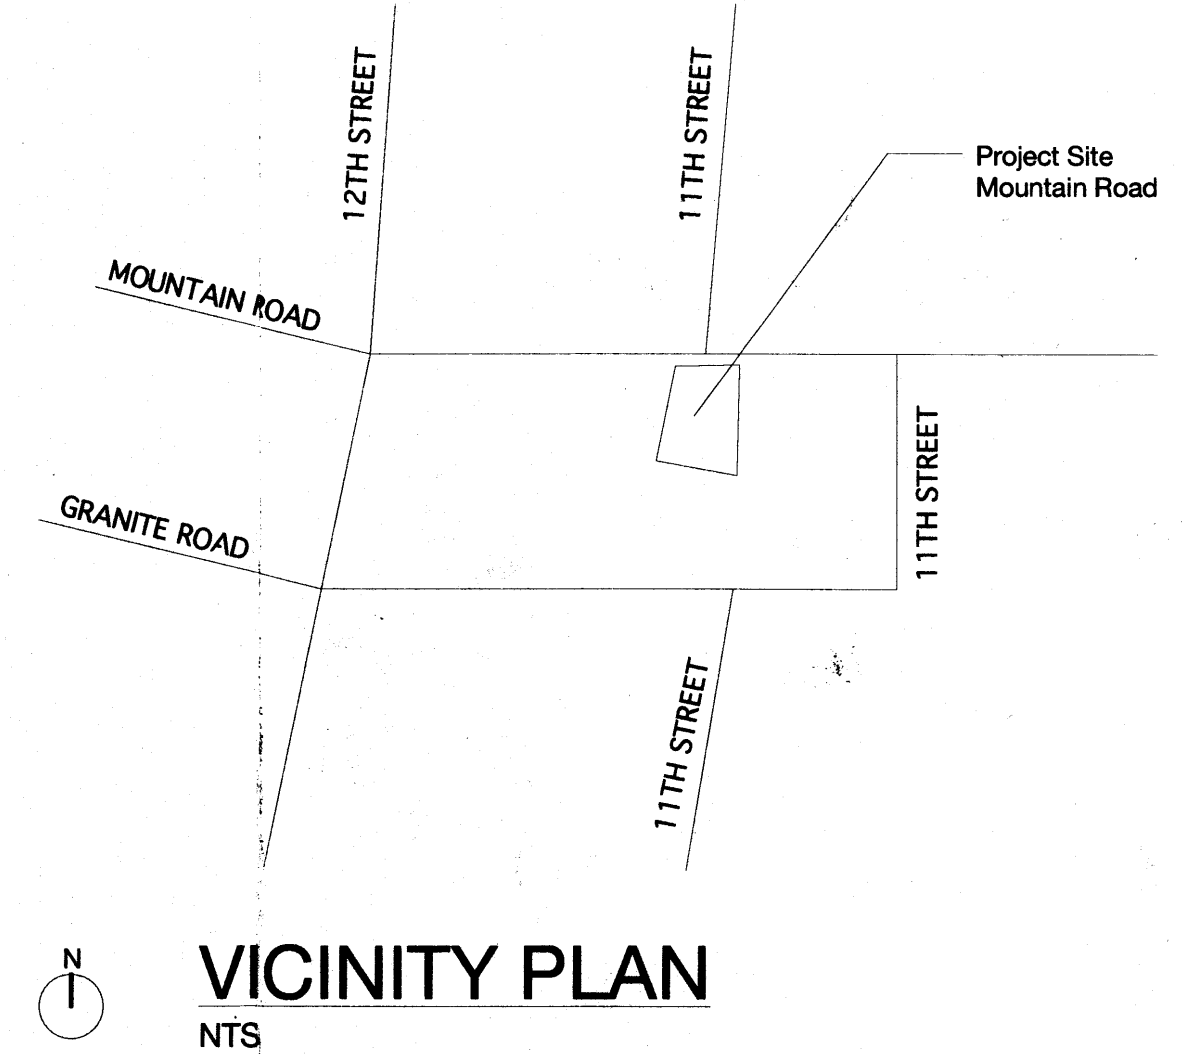 12TH STREET
11TH STREET
Project Site
Mountain Road
MOUNTAIN ROAD
11TH STREET
GRANITE ROAD
11TH STREET
N
VICINITY PLAN
NTS